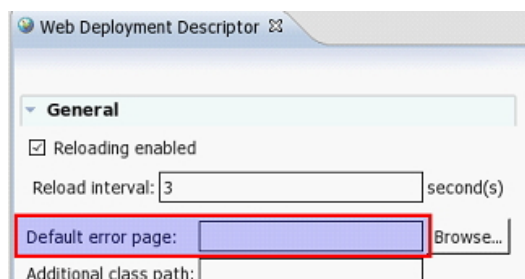 Web Deployment Descriptor
General
Reloading enabled
Reload interval: 3 second(s)
Default error page: Browse...
Additional class path: